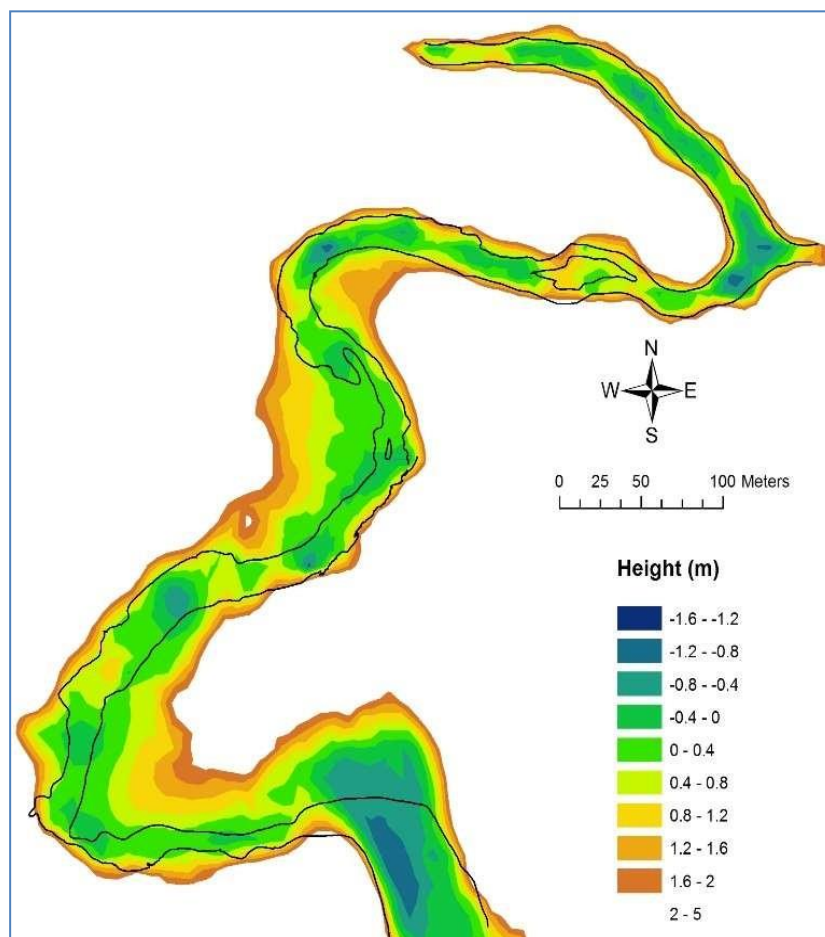 N
W E
S
0 25 50 100 Meters
Height (m)
-1.6 - -1.2
-1.2 - -0.8
-0.8 - -0.4
-0.4 - 0
0 - 0.4
0.4 - 0.8
0.8 - 1.2
1.2 - 1.6
1.6 - 2
2 - 5